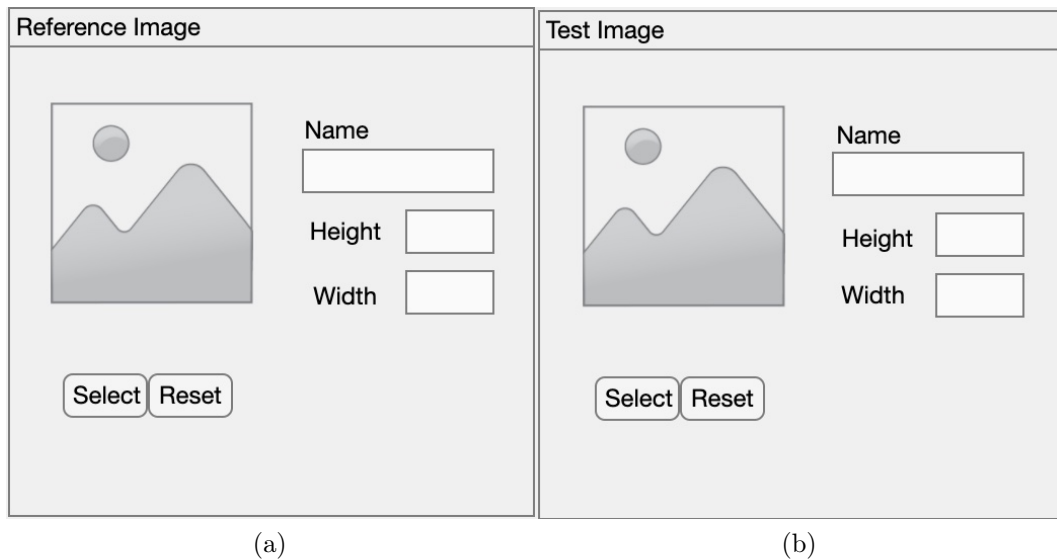 Reference Image
Name
Height
Width
Select Reset
(a)
Test Image
Name
Height
Width
Select Reset
(b)